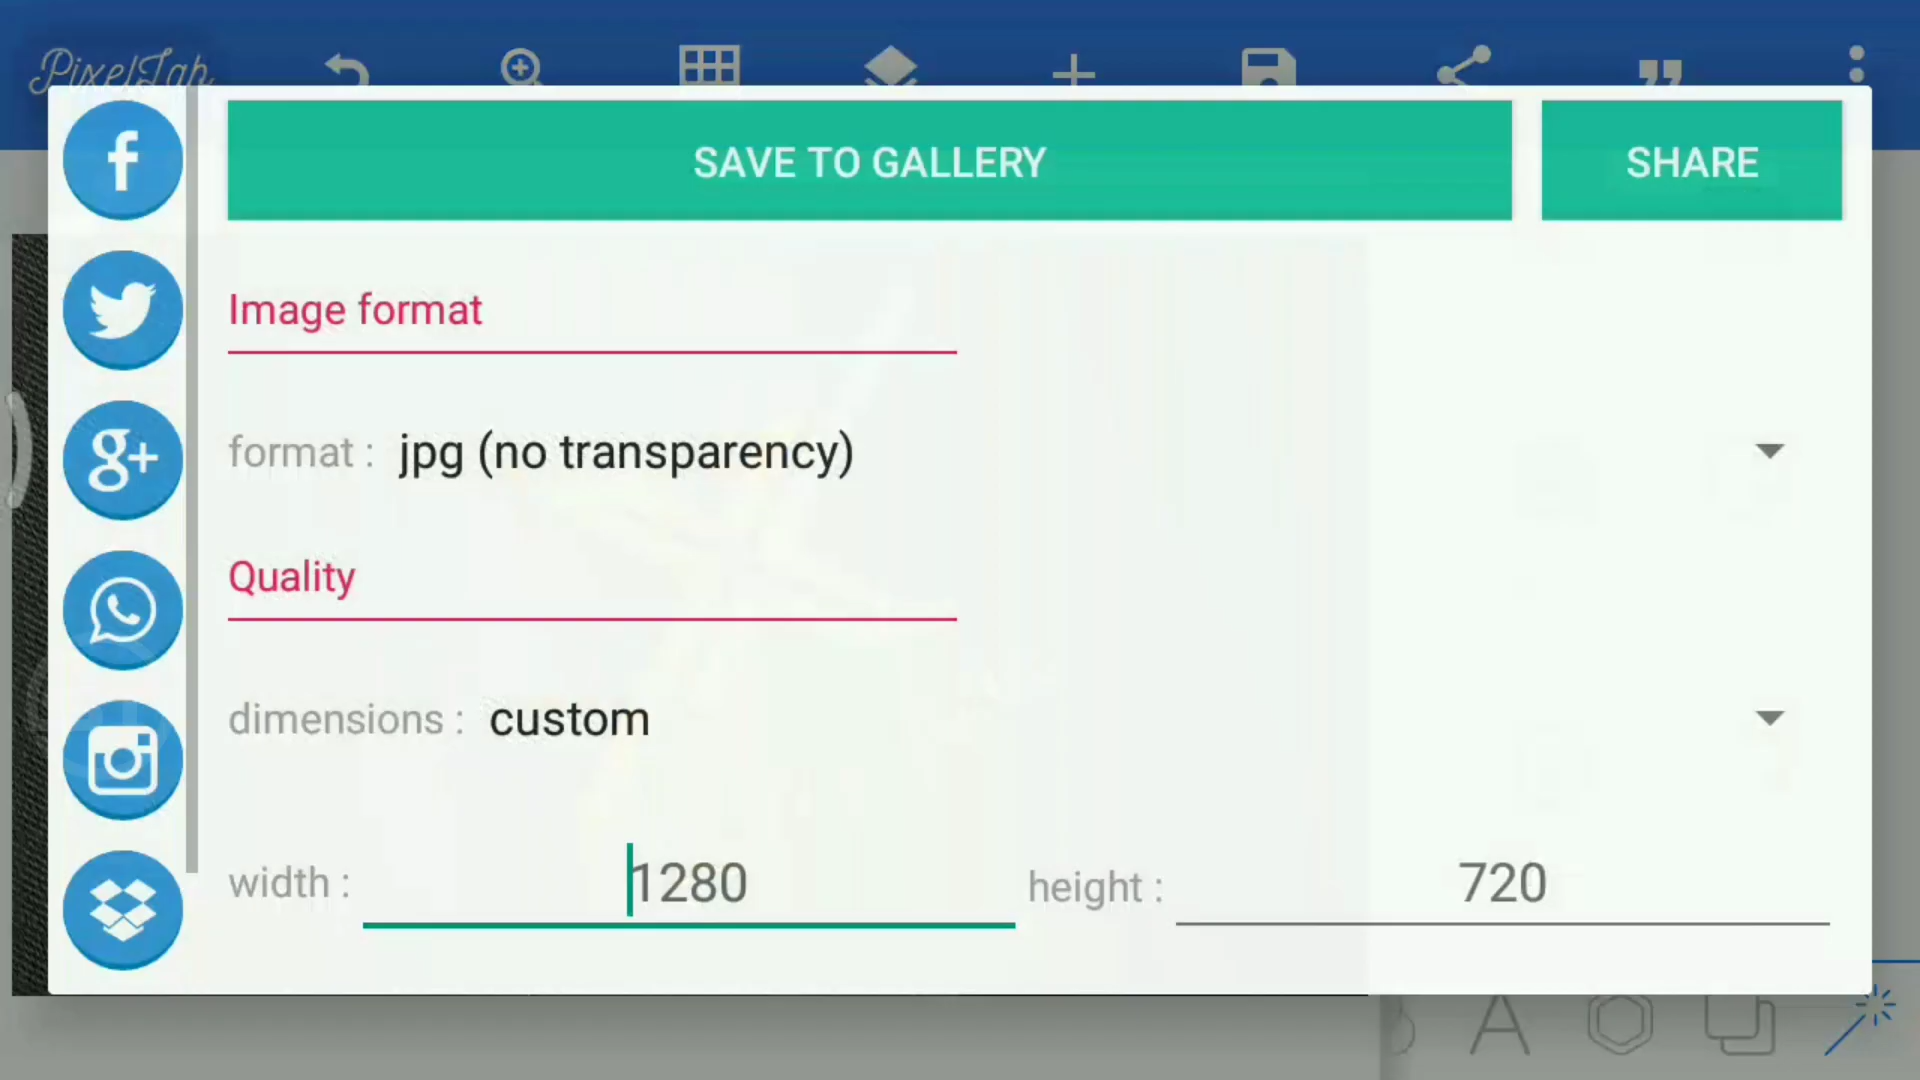 PixelLab
SAVE TO GALLERY
SHARE
Image format
format : jpg (no transparency)
Quality
dimensions : custom
width : 1280 height : 720